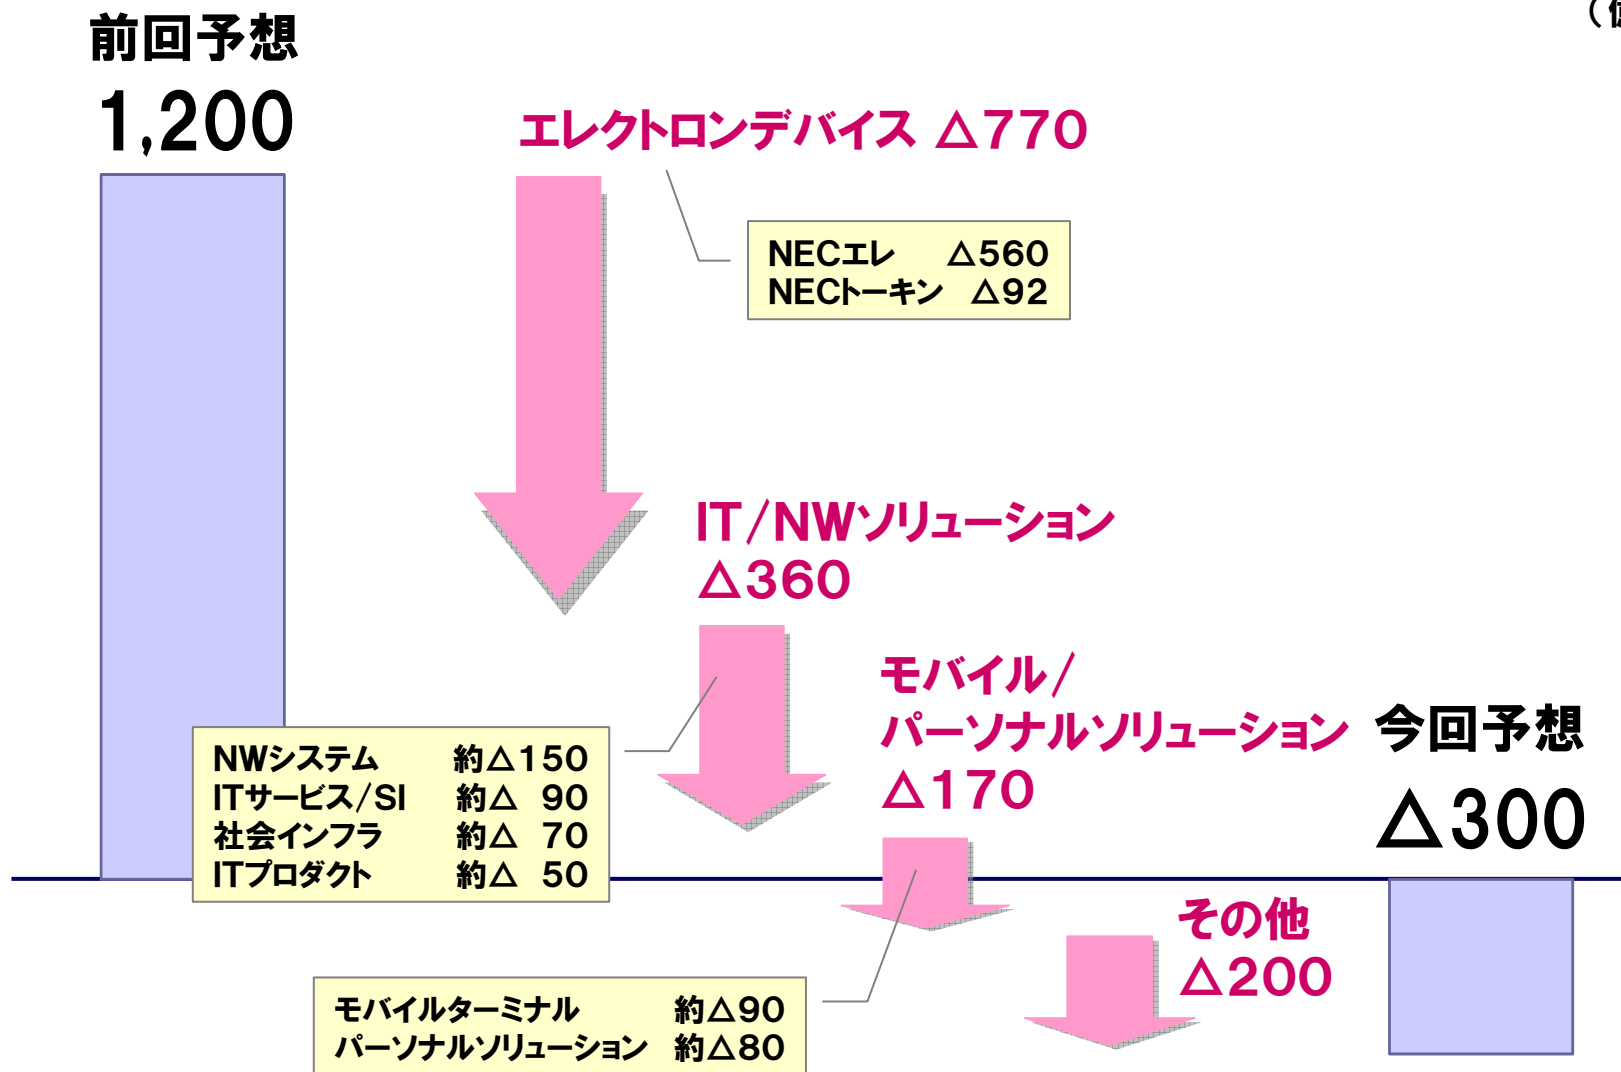 前回予想
1,200
エレクトロンデバイス △770
NECエレ △560
NECトーキン △92
IT/NWソリューション
△360
NWシステム 約△150
ITサービス/SI 約△ 90
社会インフラ 約△ 70
ITプロダクト 約△ 50
モバイル/
パーソナルソリューション
△170
モバイルターミナル 約△90
パーソナルソリューション 約△80
その他
△200
今回予想
△300